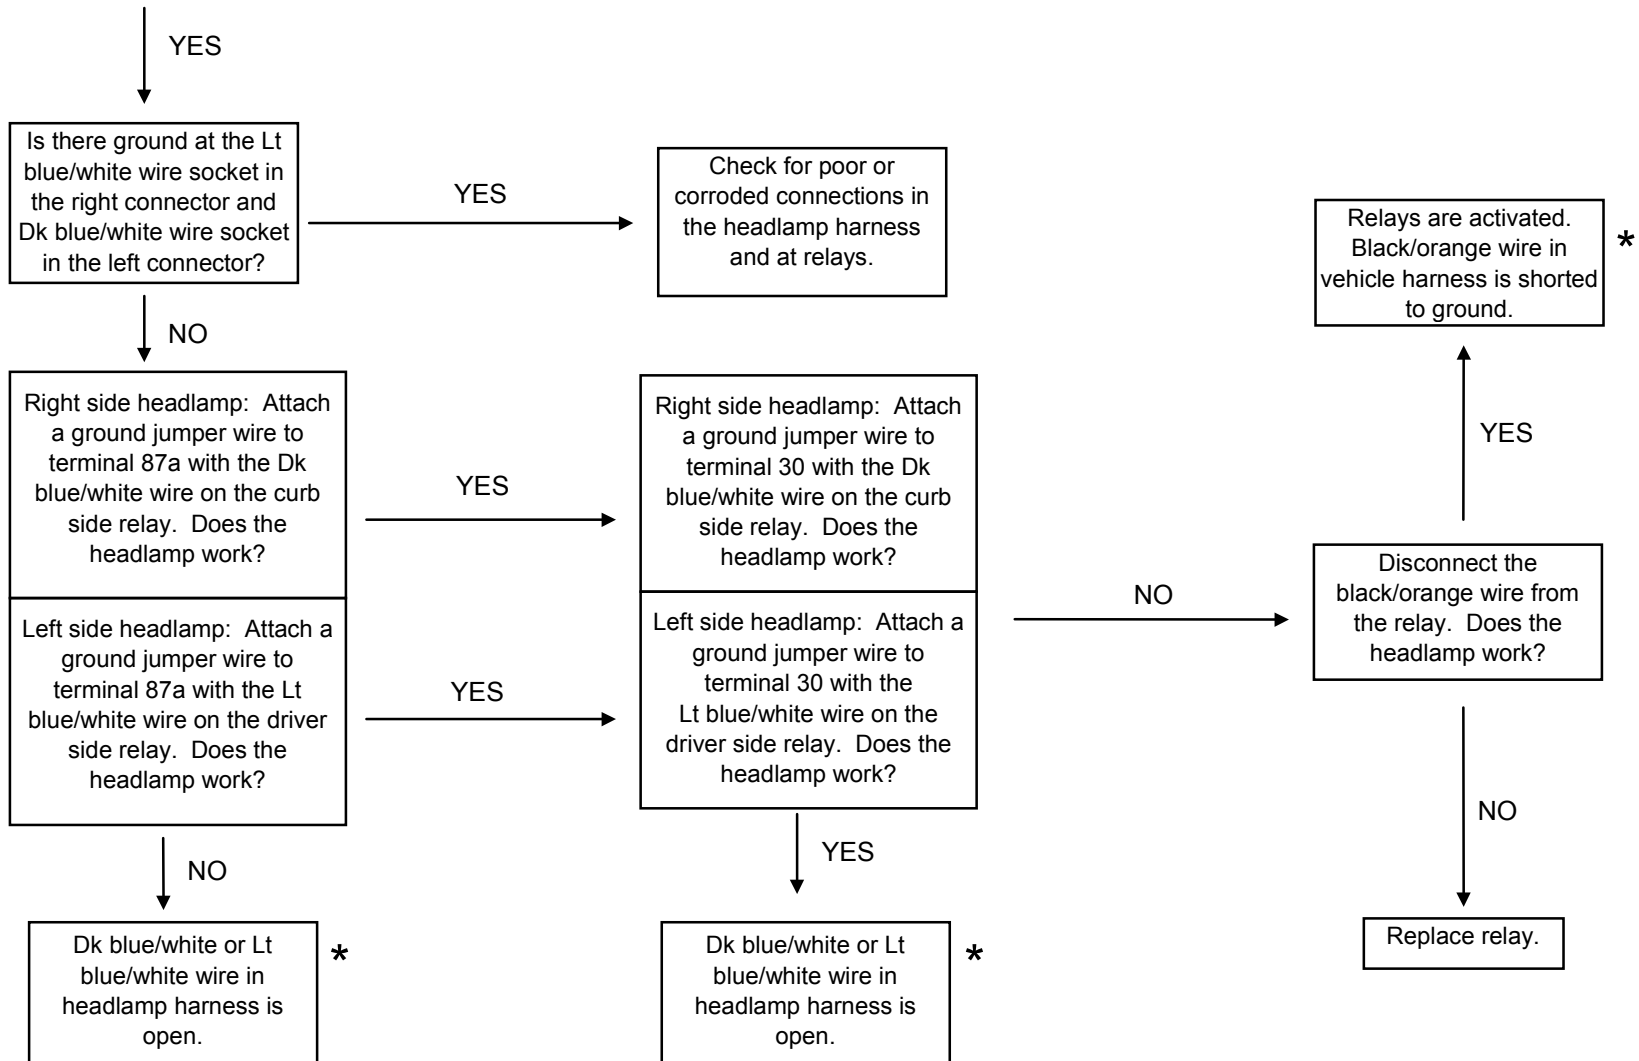 YES
Is there ground at the Lt
blue/white wire socket in
the right connector and
Dk blue/white wire socket
in the left connector?
YES
Check for poor or
corroded connections in
the headlamp harness
and at relays.
Relays are activated.
Black/orange wire in
vehicle harness is shorted
to ground.
*
NO
YES
Right side headlamp: Attach
a ground jumper wire to
terminal 87a with the Dk
blue/white wire on the curb
side relay. Does the
headlamp work?
YES
Right side headlamp: Attach
a ground jumper wire to
terminal 30 with the Dk
blue/white wire on the curb
side relay. Does the
headlamp work?
Left side headlamp: Attach a
ground jumper wire to
terminal 87a with the Lt
blue/white wire on the driver
side relay. Does the
headlamp work?
YES
Left side headlamp: Attach a
ground jumper wire to
terminal 30 with the
Lt blue/white wire on the
driver side relay. Does the
headlamp work?
NO
Disconnect the
black/orange wire from
the relay. Does the
headlamp work?
NO
YES
NO
Dk blue/white or Lt
blue/white wire in
headlamp harness is
open.
*
Dk blue/white or Lt
blue/white wire in
headlamp harness is
open.
*
Replace relay.